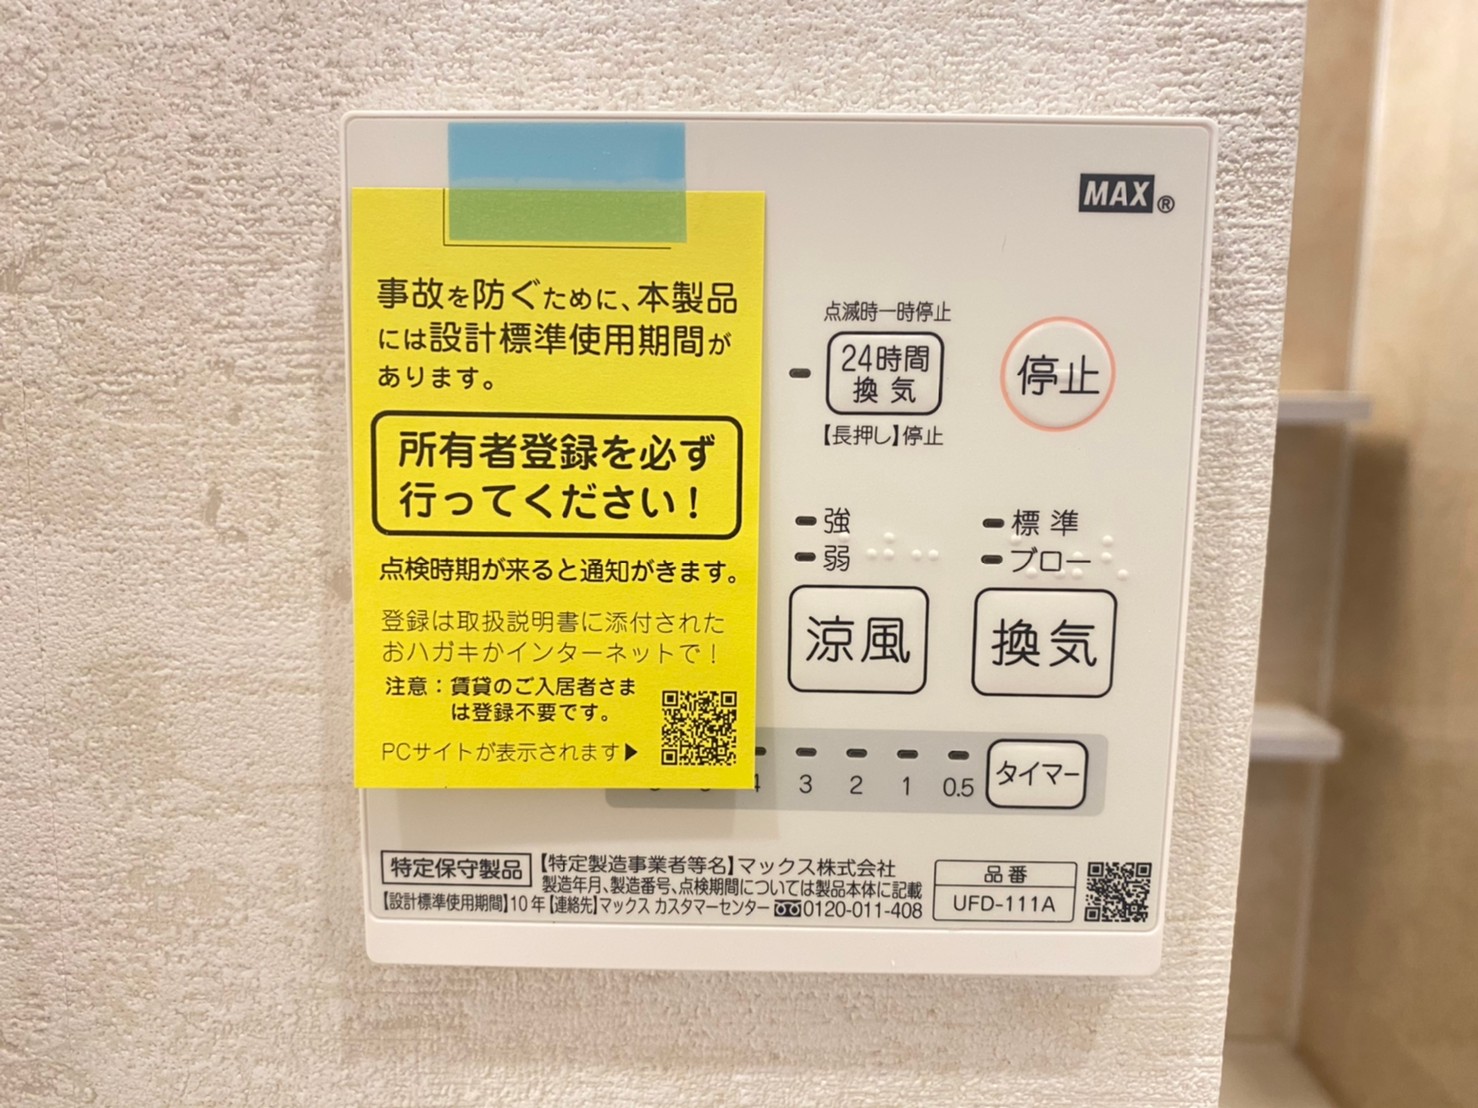 MAX®
事故を防ぐために、本製品
には設計標準使用期間が
あります。
所有者登録を必ず
行ってください!
点検時期が来ると通知がきます。
登録は取扱説明書に添付された
おハガキかインターネットで!
注意:賃貸のご入居者さま
は登録不要です。
PCサイトが表示されます▶
点滅時一時停止
24時間
換気
【長押し】停止
停止
強
弱
涼風
標準
ブロー
換気
4 3 2 1 0.5
タイマー
特定保守製品
【特定製造事業者等名】マックス株式会社
製造年月、製造番号、点検期間については製品本体に記載
【設計標準使用期間】10年【連絡先】マックス カスタマーセンター 0120-011-408
品番
UFD-111A